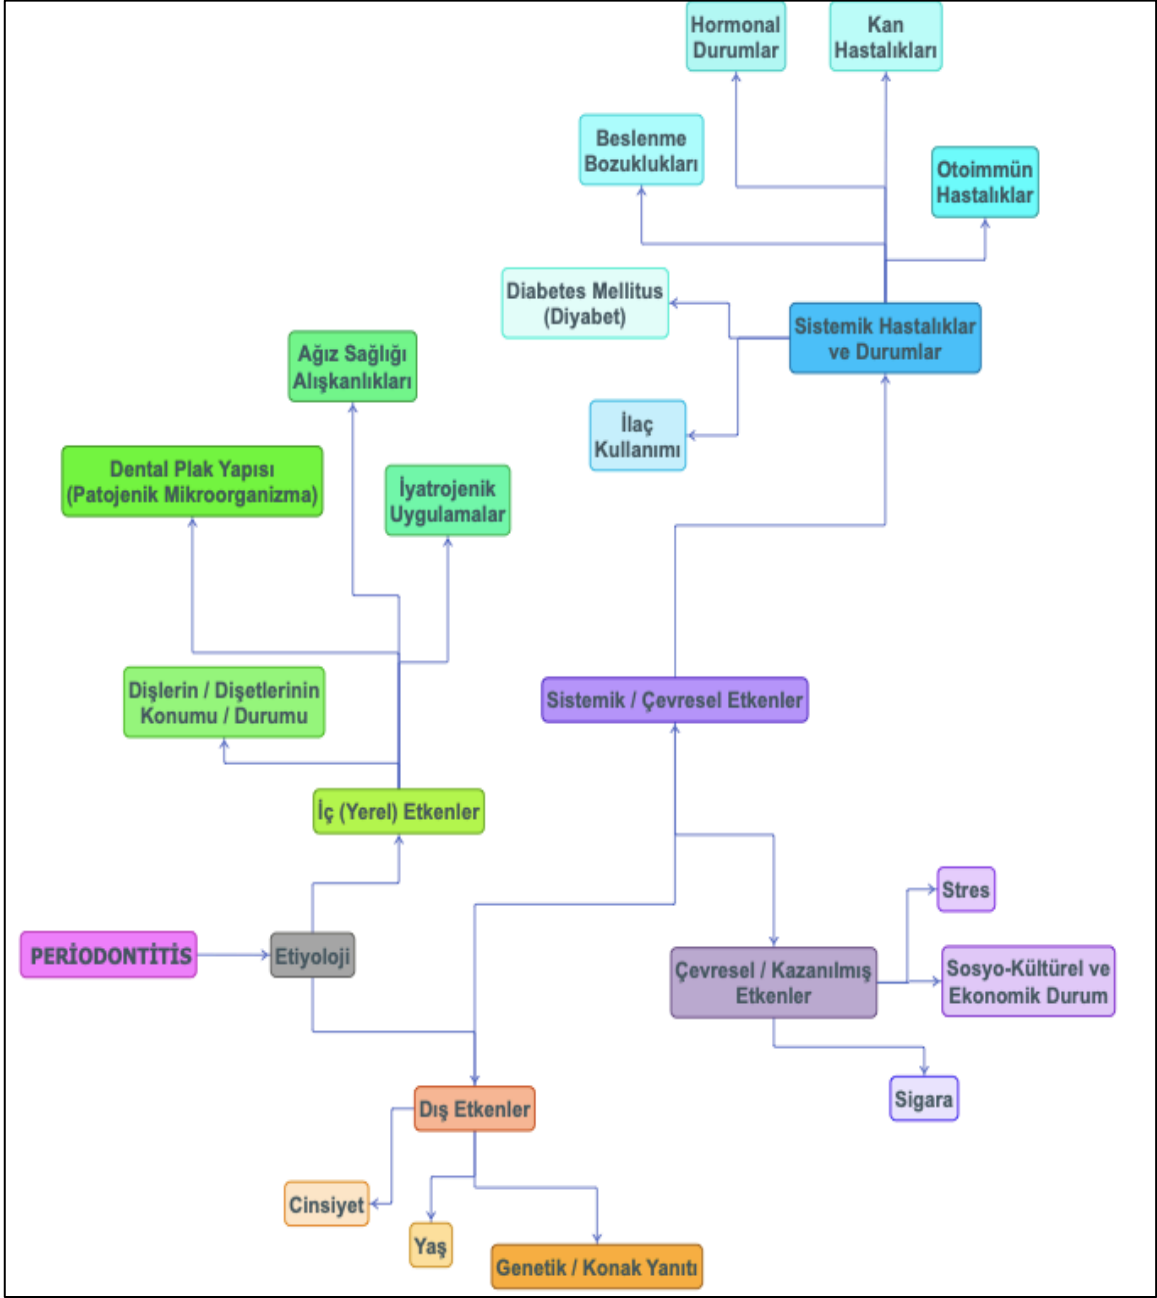 Hormonal
Durumlar
Kan
Hastalıkları
Beslenme
Bozuklukları
Otoimmün
Hastalıklar
Diabetes Mellitus
(Diyabet)
Sistemik Hastalıklar
ve Durumlar
Ağız Sağlığı
Alışkanlıkları
İlaç
Kullanımı
Dental Plak Yapısı
(Patojenik Mikroorganizma)
İyatrojenik
Uygulamalar
Dişlerin / Dişetlerinin
Konumu / Durumu
Sistemik / Çevresel Etkenler
İç (Yerel) Etkenler
Stres
PERİODONTİTİS
Etiyoloji
Çevresel / Kazanılmış
Etkenler
Sosyo-Kültürel ve
Ekonomik Durum
Sigara
Dış Etkenler
Cinsiyet
Yaş
Genetik / Konak Yanıtı